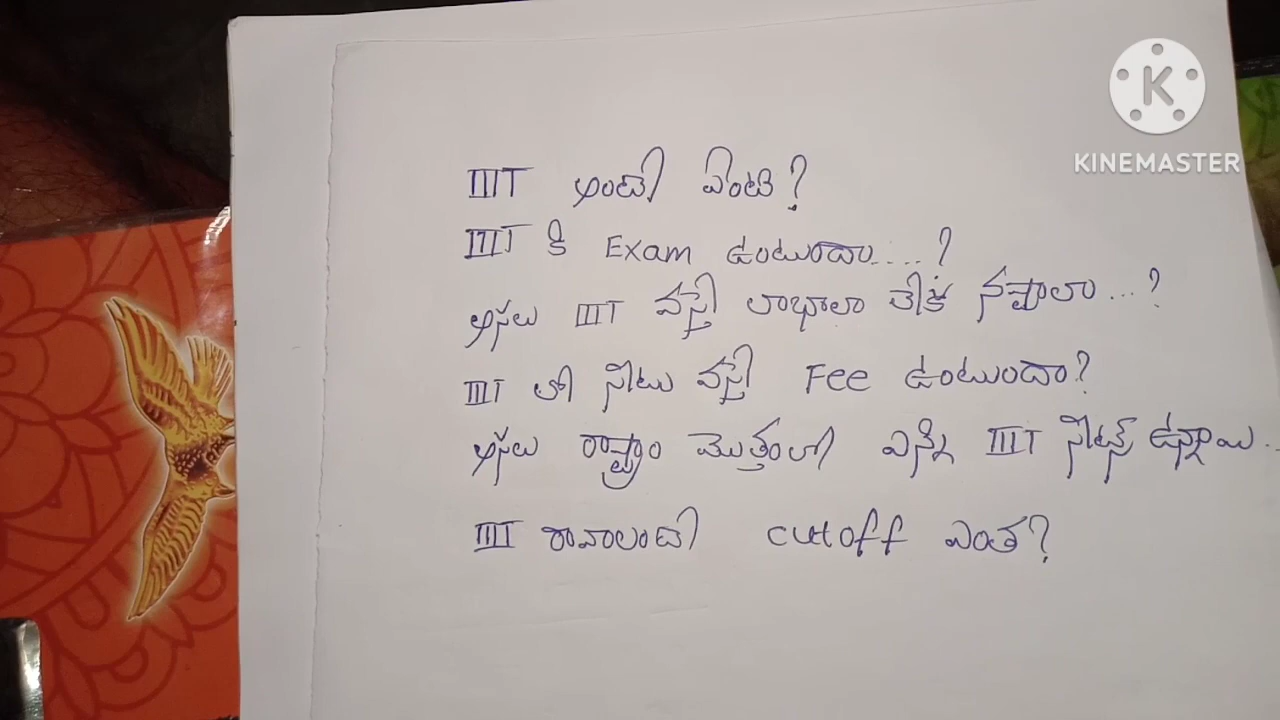 KINEMASTER
IIIT అంటే ఏంటి?
IIIT కి Exam ఉంటుందా.....?
అసలు IIIT వస్తే లాభాలా లేక నష్టాలా...?
IIIT లో సీటు వస్తే Fee ఉంటుందా?
అసలు రాష్ట్రం మొత్తంలో ఎన్ని IIIT సీట్స్ ఉన్నాయి..
IIIT రావాలంటే cutoff ఎంత?